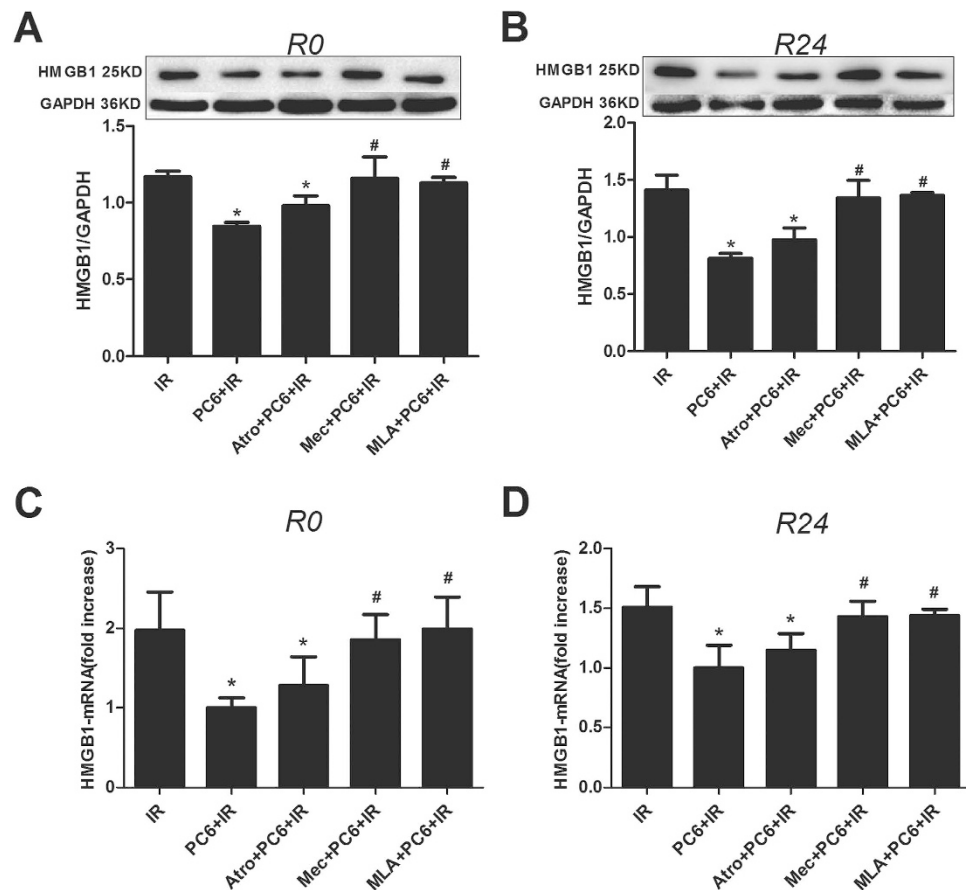 A
R0
HMGB1 25KD
GAPDH 36KD
HMGB1/GAPDH
1.5
1.0
0.5
0.0
*
*
#
#
IR
PC6+IR
Atro+PC6+IR
Mec+PC6+IR
MLA+PC6+IR
B
R24
HMGB1 25KD
GAPDH 36KD
HMGB1/GAPDH
2.0
1.5
1.0
0.5
0.0
*
*
#
#
IR
PC6+IR
Atro+PC6+IR
Mec+PC6+IR
MLA+PC6+IR
C
R0
HMGB1-mRNA(fold increase)
3
2
1
0
*
*
#
#
IR
PC6+IR
Atro+PC6+IR
Mec+PC6+IR
MLA+PC6+IR
D
R24
HMGB1-mRNA(fold increase)
2.0
1.5
1.0
0.5
0.0
*
*
#
#
IR
PC6+IR
Atro+PC6+IR
Mec+PC6+IR
MLA+PC6+IR